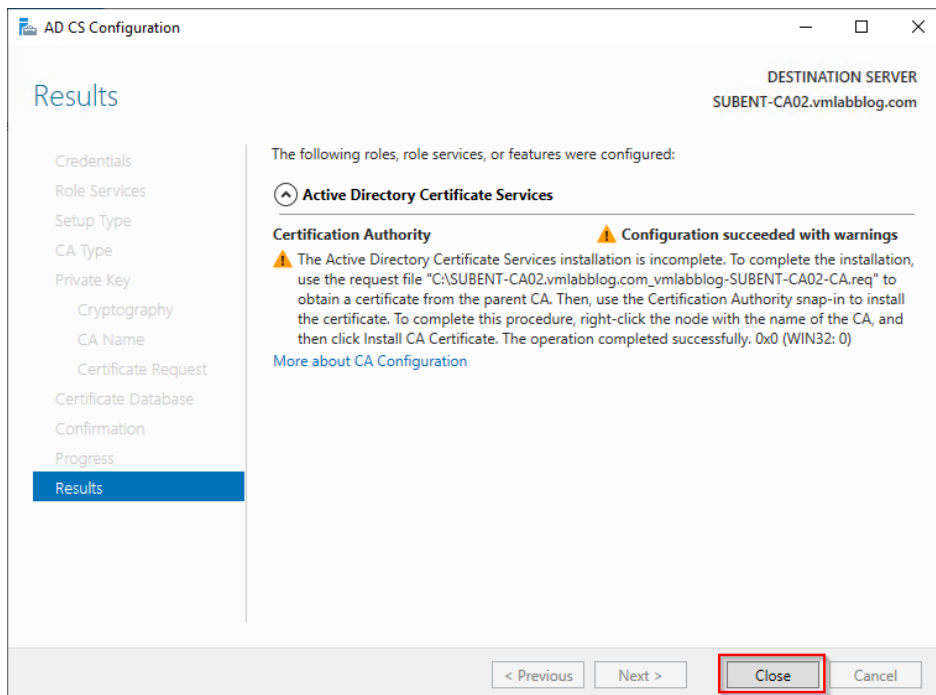 AD CS Configuration
Results
DESTINATION SERVER
SUBENT-CA02.vmlabblog.com
Credentials
Role Services
Setup Type
CA Type
Private Key
Cryptography
CA Name
Certificate Request
Certificate Database
Confirmation
Progress
Results
The following roles, role services, or features were configured:
Active Directory Certificate Services
Certification Authority
Configuration succeeded with warnings
The Active Directory Certificate Services installation is incomplete. To complete the installation,
use the request file "C:\SUBENT-CA02.vmlabblog.com_vmlabblog-SUBENT-CA02-CA.req" to
obtain a certificate from the parent CA. Then, use the Certification Authority snap-in to install
the certificate. To complete this procedure, right-click the node with the name of the CA, and
then click Install CA Certificate. The operation completed successfully. 0x0 (WIN32: 0)
More about CA Configuration
< Previous
Next >
Close
Cancel